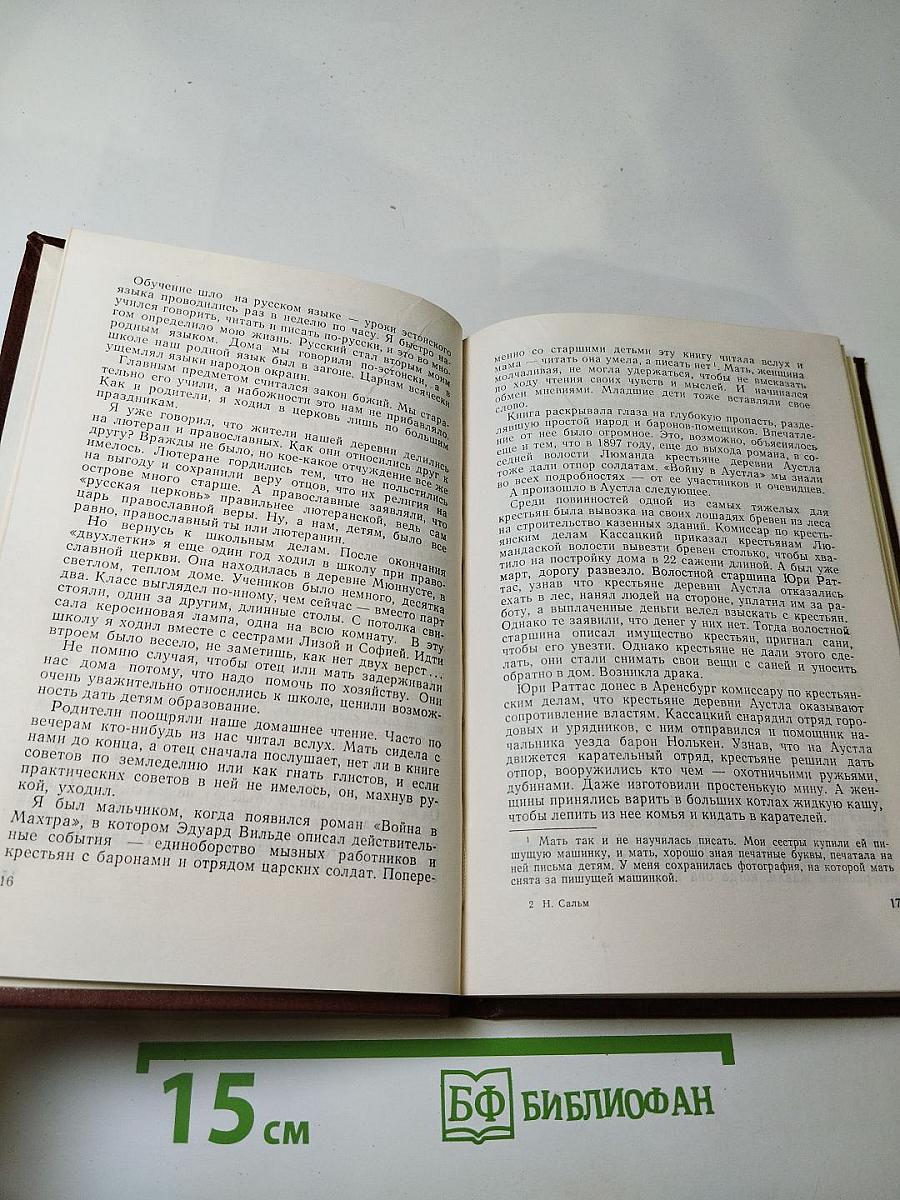 Обучение шло на русском языке — уроки эстонского
языка проводились раз в неделю по часу. Я быстро на-
учился говорить, читать и писать по-русски, и это во мно-
гом определило мою жизнь. Русский стал вторым моим
родным языком. Дома мы говорили по-эстонски, а в
школе наш родной язык был в загоне. Царизм всячески
ущемлял языки народов окраин.
Главным предметом считался закон божий. Мы стара-
тельно его учили, а набожности это нам не прибавляло.
Как и родители, я ходил в церковь лишь по большим
праздникам.
Я уже говорил, что жители нашей деревни делились
на лютеран и православных. Как они относились друг к
другу? Вражды не было, но кое-какое отчуждение все же
имелось. Лютеране гордились тем, что не польстились
на выгоду и сохранили веру отцов, что их религия на
острове много старше. А православные заявляли, что
«русская церковь» правильнее лютеранской, ведь сам
царь православной веры. Ну, а нам, детям, было все
равно, православный ты или лютеранин.
Но вернусь к школьным делам. После окончания
«двухлетки» я еще один год ходил в школу при право-
славной церкви. Она находилась в деревне Мюннусте, в
светлом, теплом доме. Учеников было немного, десятка
два. Класс выглядел по-иному, чем сейчас — вместо парт
стояли, один за другим, длинные столы. С потолка сви-
сала керосиновая лампа, одна на всю комнату. В эту
школу я ходил вместе с сестрами Лизой и Софией. Идти
втроем было весело, не заметишь, как нет двух верст...
Не помню случая, чтобы отец или мать задерживали
нас дома потому, что надо помочь по хозяйству. Они
очень уважительно относились к школе, ценили возмож-
ность дать детям образование.
Родители поощряли наше домашнее чтение. Часто по
вечерам кто-нибудь из нас читал вслух. Мать сидела с
нами до конца, а отец сначала послушает, нет ли в книге
советов по земледелию или как гнать глистов, и если
практических советов в ней не имелось, он, махнув ру-
кой, уходил.
Я был мальчиком, когда появился роман «Война в
Махтра», в котором Эдуард Вильде описал действитель-
ные события — единоборство мызных работников и
крестьян с баронами и отрядом царских солдат. Попере-
16
менно со старшими детьми эту книгу читала вслух и
мама — читать она умела, а писать нет¹. Мать, женщина
молчаливая, не могла удержаться, чтобы не высказать
по ходу чтения своих чувств и мыслей. И начинался
обмен мнениями. Младшие дети тоже вставляли свое
слово.
Книга раскрывала глаза на глубокую пропасть, разде-
лявшую простой народ и баронов-помещиков. Впечатле-
ние от нее было огромное. Это, возможно, объяснялось
еще и тем, что в 1897 году, еще до выхода романа, в со-
седней волости Люманда крестьяне деревни Аустла
тоже дали отпор солдатам. «Войну в Аустла» мы знали
во всех подробностях — от ее участников и очевидцев.
А произошло в Аустла следующее.
Среди повинностей одной из самых тяжелых для
крестьян была вывозка на своих лошадях бревен из леса
на строительство казенных зданий. Комиссар по кресть-
янским делам Кассацкий приказал крестьянам Лю-
мандаской волости вывезти бревен столько, чтобы хва-
тило на постройку дома в 22 сажени длиной. А был уже
март, дорогу развезло. Волостной старшина Юри Рат-
тас, узнав что крестьяне деревни Аустла отказались
ехать в лес, нанял людей на стороне, уплатил им за ра-
боту, а выплаченные деньги велел взыскать с крестьян.
Однако те заявили, что денег у них нет. Тогда волостной
старшина описал имущество крестьян, пригнал сани,
чтобы его увезти. Однако крестьяне не дали этого сде-
лать, они стали снимать свои вещи с саней и уносить
обратно в дом. Возникла драка.
Юри Раттас донес в Аренсбург комиссару по крестьян-
ским делам, что крестьяне деревни Аустла оказывают
сопротивление властям. Кассацкий снарядил отряд горо-
довых и урядников, с ним отправился и помощник на-
чальника уезда барон Нолькен. Узнав, что на Аустла
движется карательный отряд, крестьяне решили дать
отпор, вооружились кто чем — охотничьими ружьями,
дубинами. Даже изготовили простенькую мину. А жен-
щины принялись варить в больших котлах жидкую кашу,
чтобы лепить из нее комья и кидать в карателей.
¹ Мать так и не научилась писать. Мои сестры купили ей пи-
шущую машинку, и мать, хорошо зная печатные буквы, печатала на
ней письма детям. У меня сохранилась фотография, на которой мать
снята за пишущей машинкой.
2 Н. Сальм
17
15 см
БФ БИБЛИОФАН